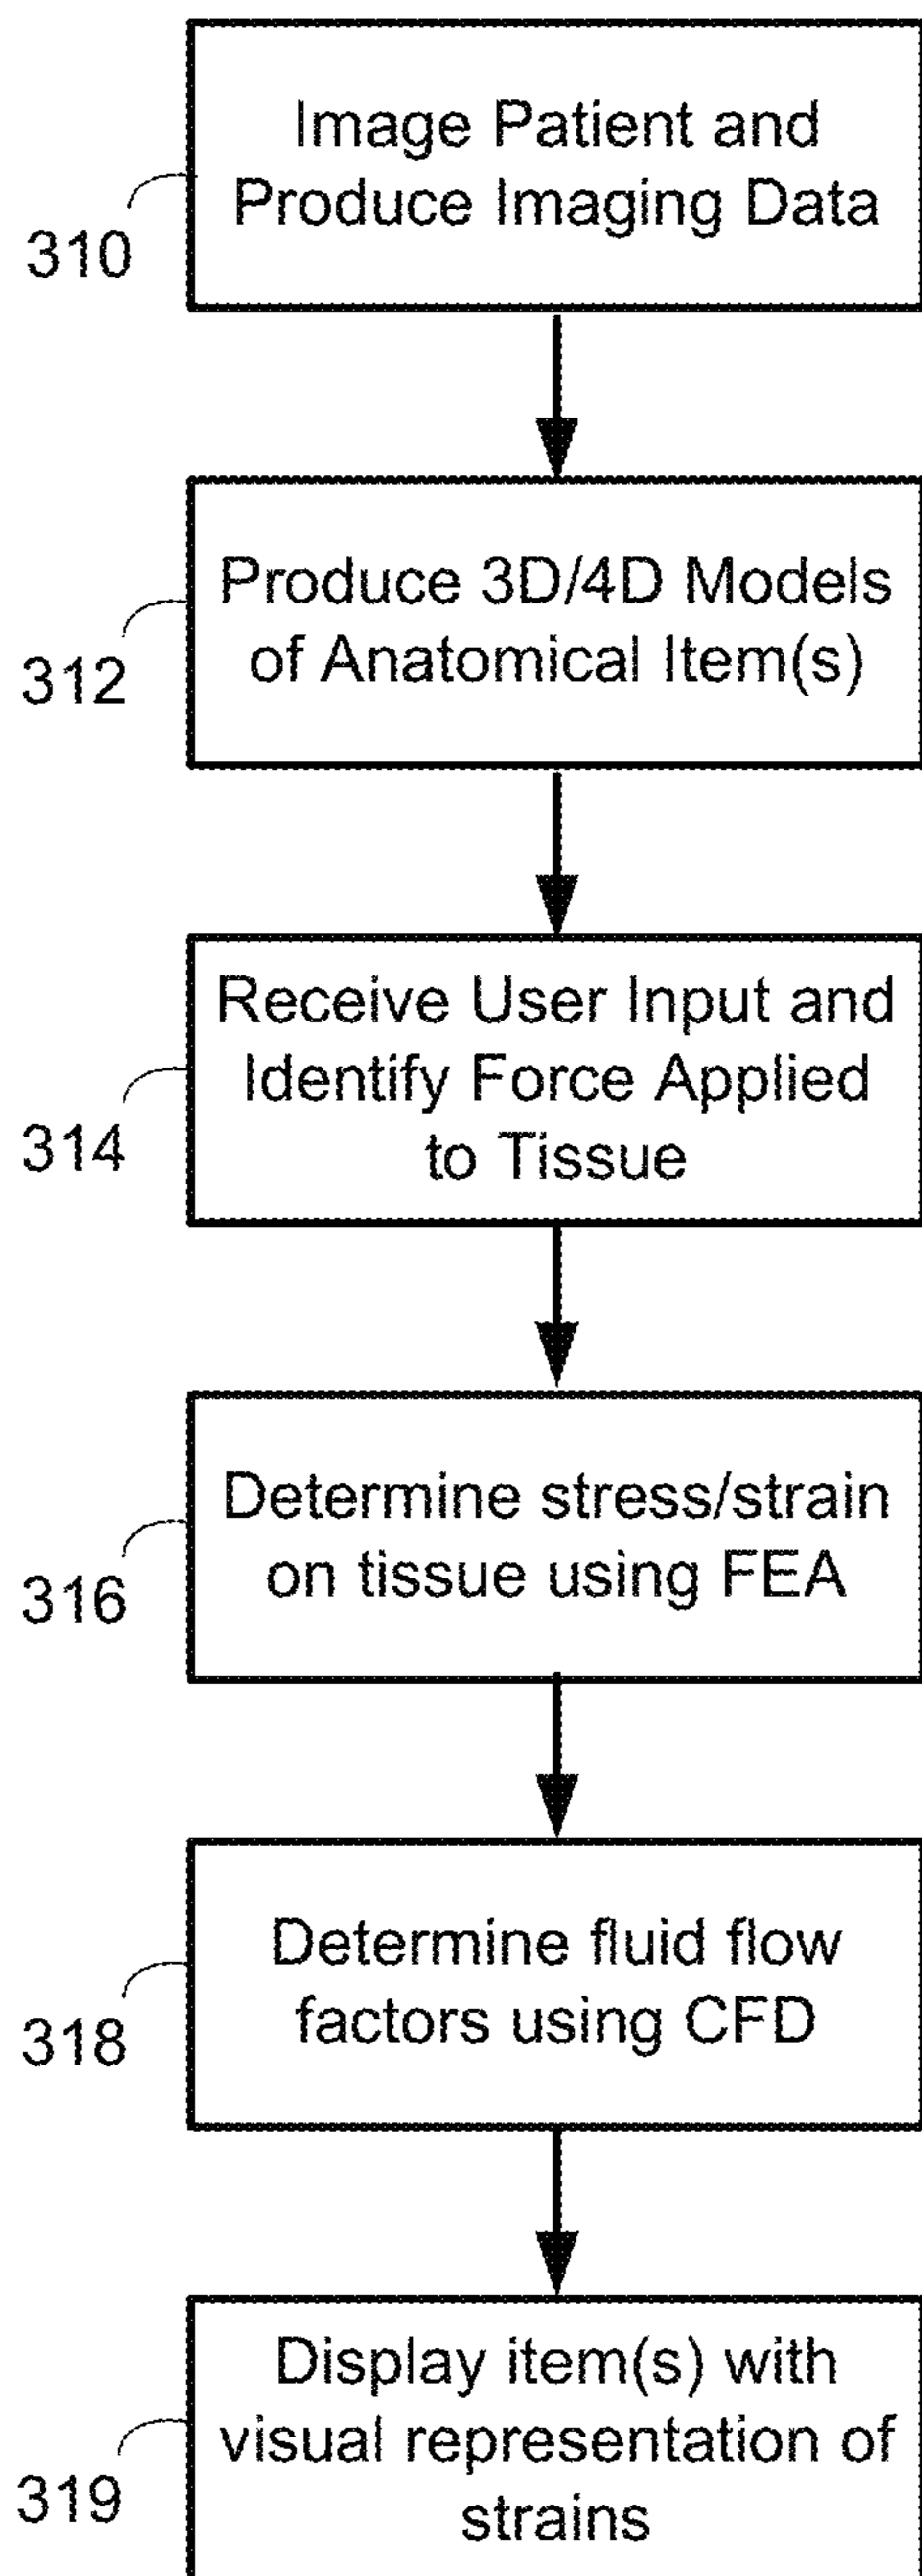 Image Patient and
Produce Imaging Data
310
Produce 3D/4D Models
of Anatomical Item(s)
312
Receive User Input and
Identify Force Applied
to Tissue
314
Determine stress/strain
on tissue using FEA
316
Determine fluid flow
factors using CFD
318
Display item(s) with
visual representation of
strains
319